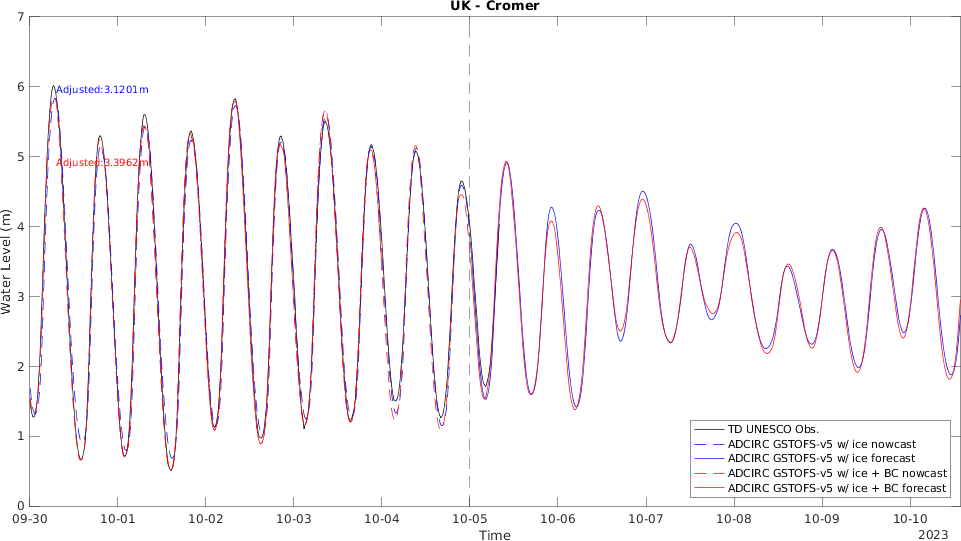 UK - Cromer
7
6
5
4
3
2
1
0
Water Level (m)
Adjusted:3.1201m
Adjusted:3.3962m
TD UNESCO Obs.
ADCIRC GSTOFS-v5 w/ ice nowcast
ADCIRC GSTOFS-v5 w/ ice forecast
ADCIRC GSTOFS-v5 w/ ice + BC nowcast
ADCIRC GSTOFS-v5 w/ ice + BC forecast
09-30 10-01 10-02 10-03 10-04 10-05 10-06 10-07 10-08 10-09 10-10
Time
2023